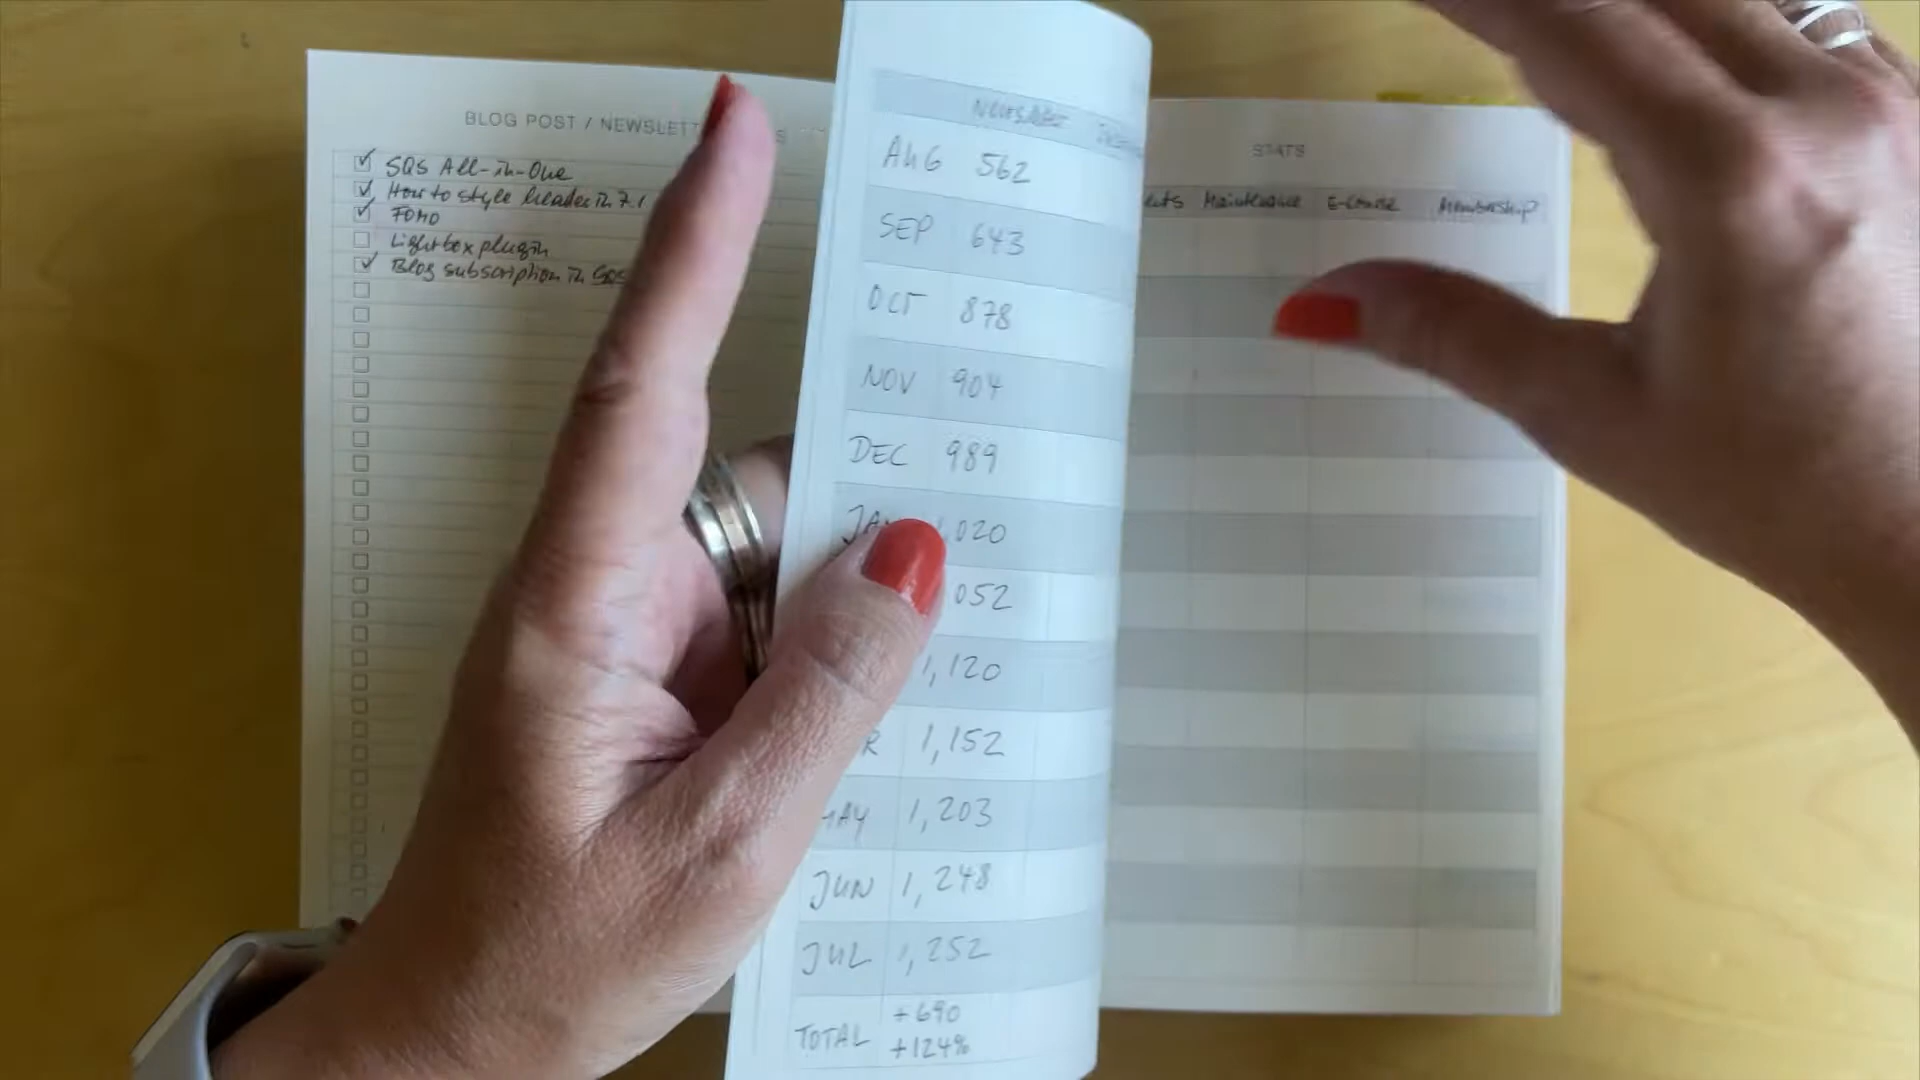 BLOG POST / NEWSLETT
☑ SQS All-in-One
☑ How to style header in 7.1
☑ FOMO
☐ Lightbox plugin
☑ Blog subscription in SQS
AUG 562
SEP 643
OCT 878
NOV 904
DEC 989
JAN 020
052
1,120
R 1,152
MAY 1,203
JUN 1,248
JUL 1,252
TOTAL +690
+124%
STATS
Maintenance E-Course Membership